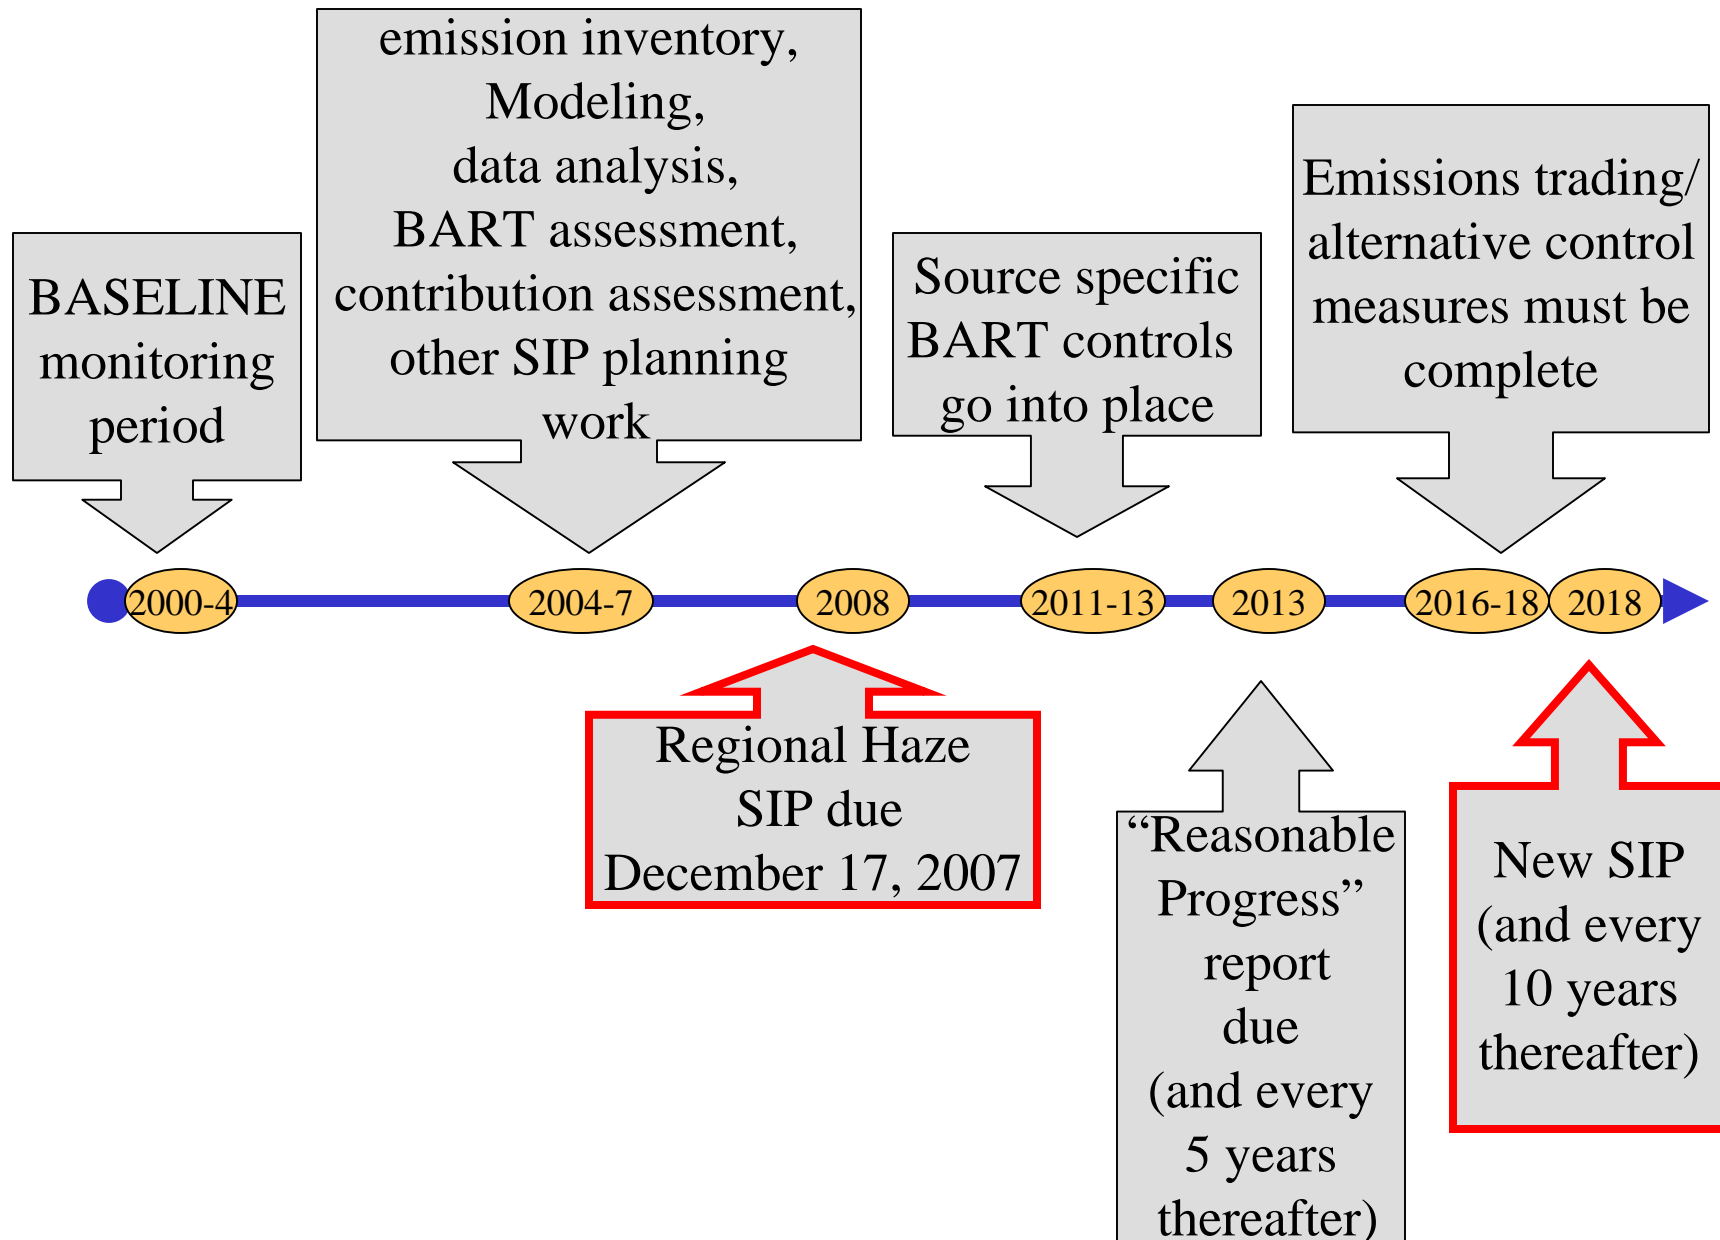 emission inventory,
Modeling,
data analysis,
BART assessment,
contribution assessment,
other SIP planning
work
BASELINE
monitoring
period
Source specific
BART controls
go into place
Emissions trading/
alternative control
measures must be
complete
2000-4
2004-7
2008
2011-13
2013
2016-18
2018
Regional Haze
SIP due
December 17, 2007
“Reasonable
Progress”
report
due
(and every
5 years
thereafter)
New SIP
(and every
10 years
thereafter)